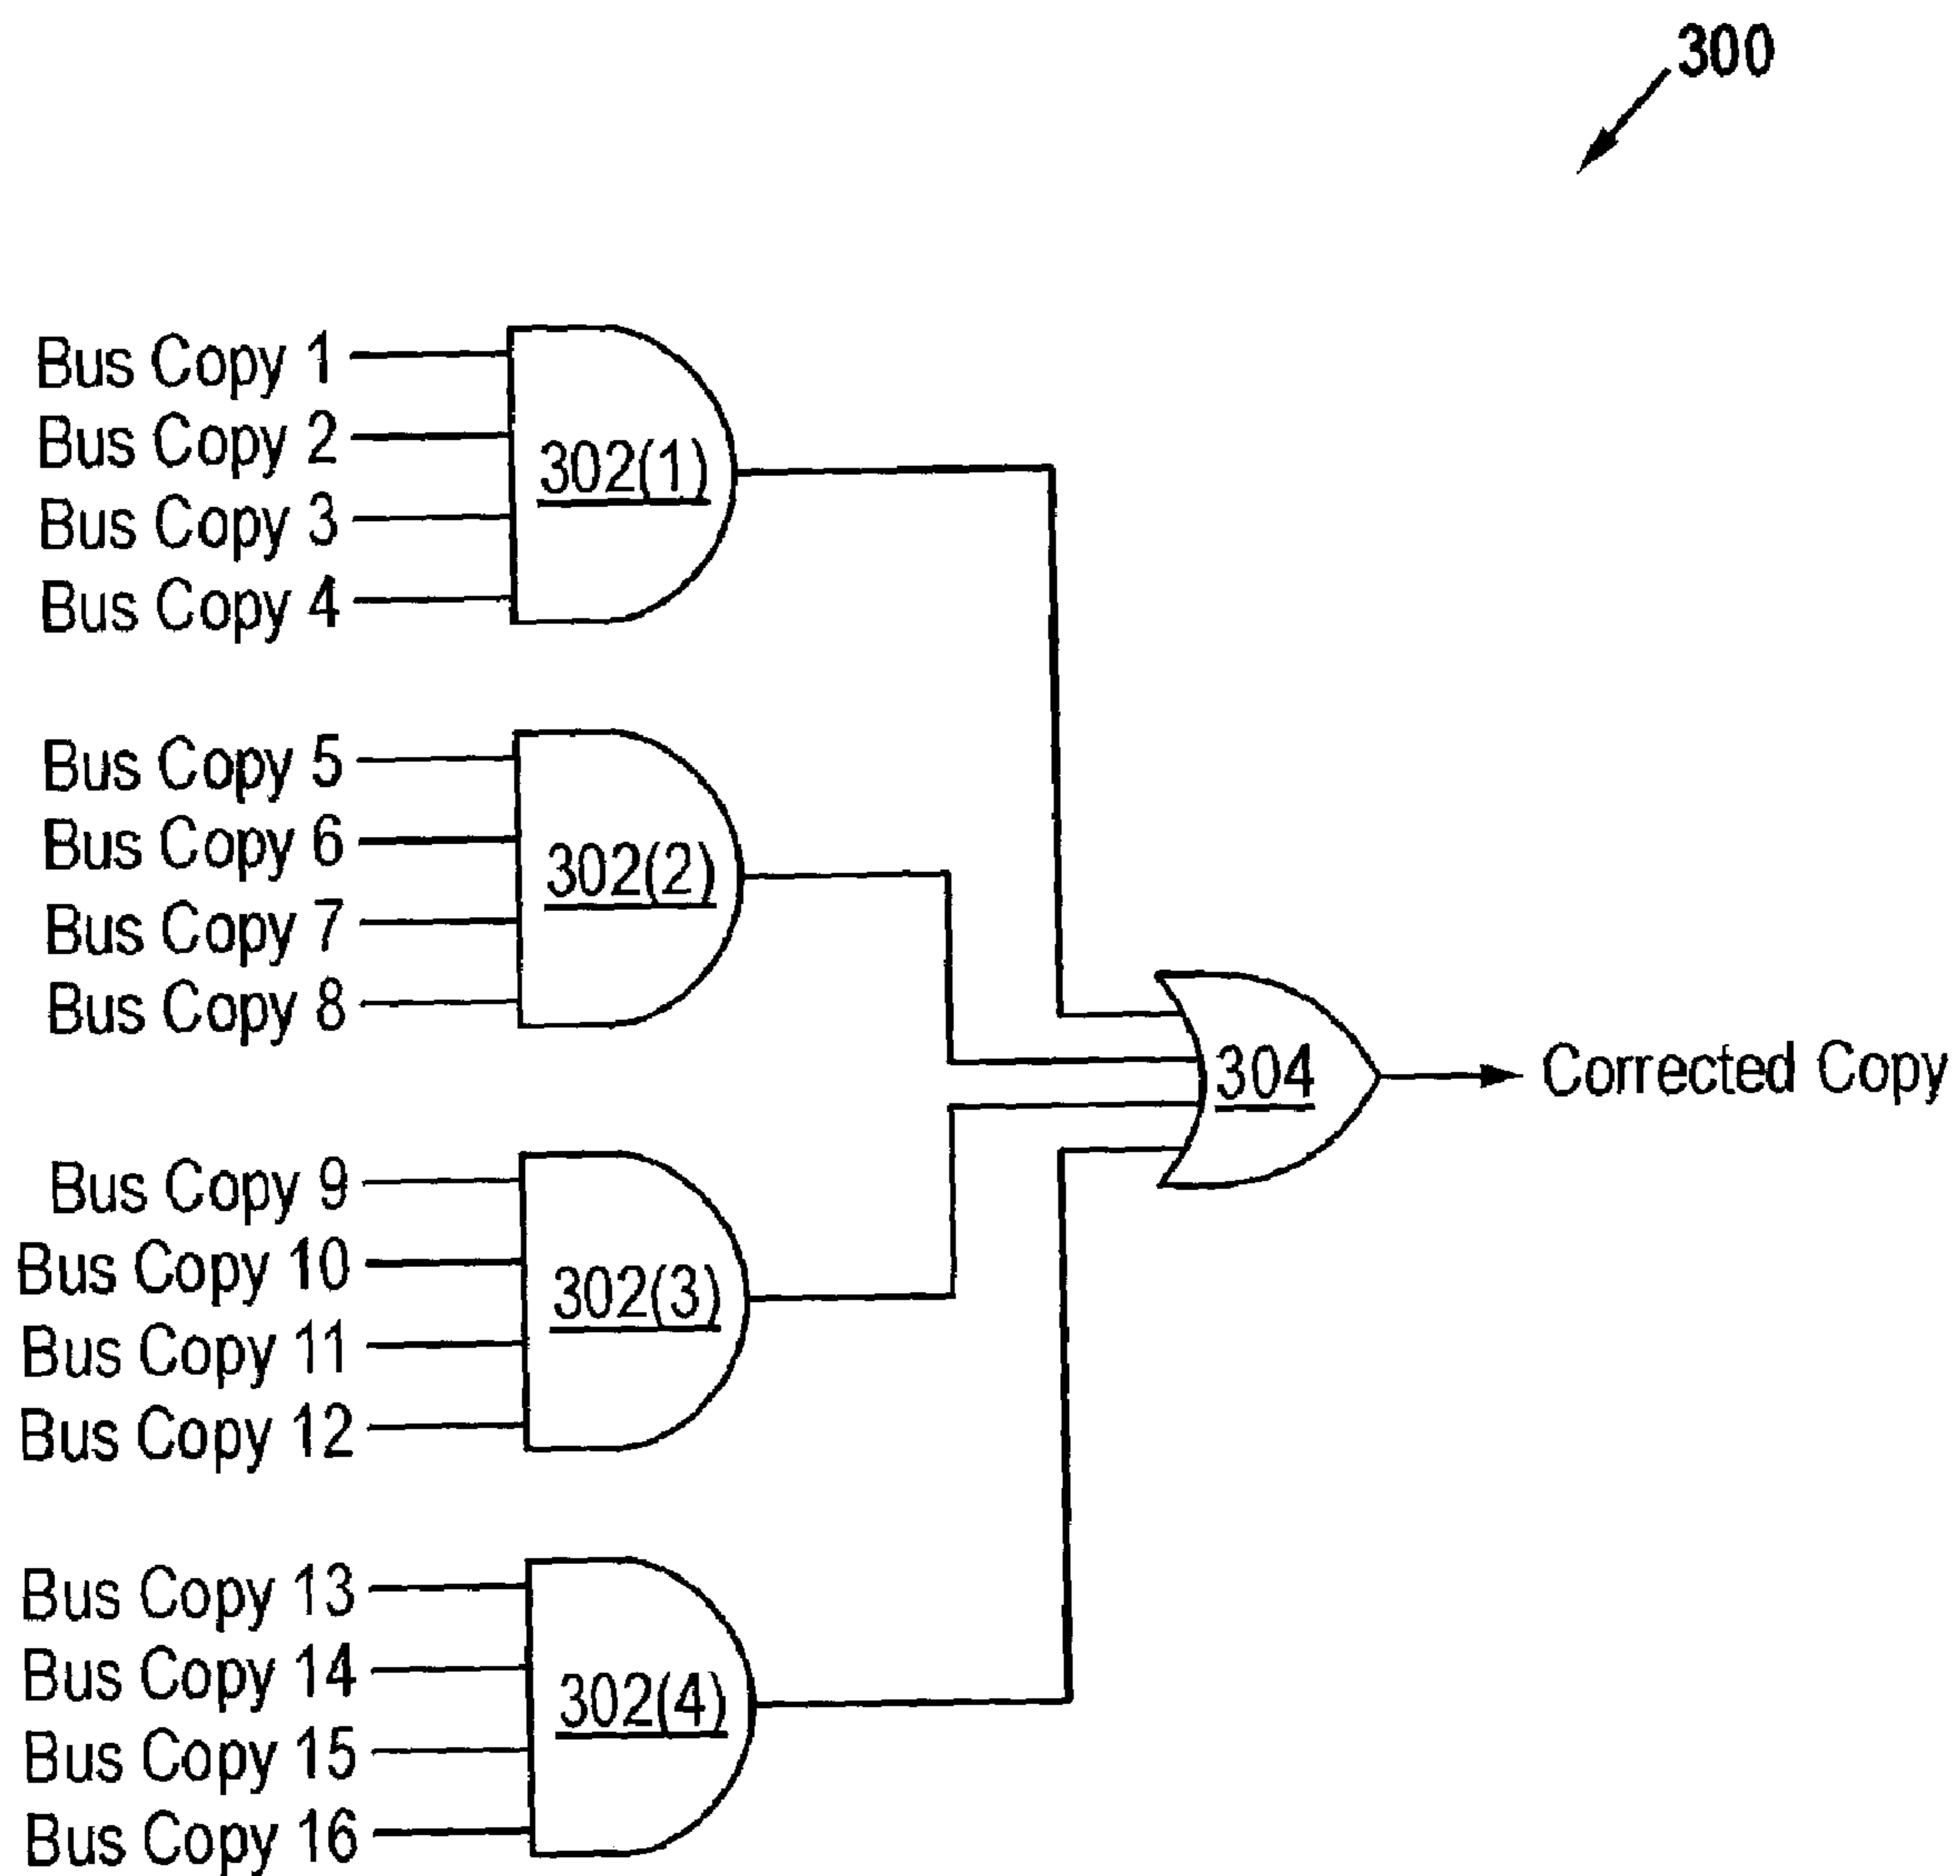 300
Bus Copy 1
Bus Copy 2
Bus Copy 3
Bus Copy 4
302(1)
Bus Copy 5
Bus Copy 6
Bus Copy 7
Bus Copy 8
302(2)
304
Corrected Copy
Bus Copy 9
Bus Copy 10
Bus Copy 11
Bus Copy 12
302(3)
Bus Copy 13
Bus Copy 14
Bus Copy 15
Bus Copy 16
302(4)